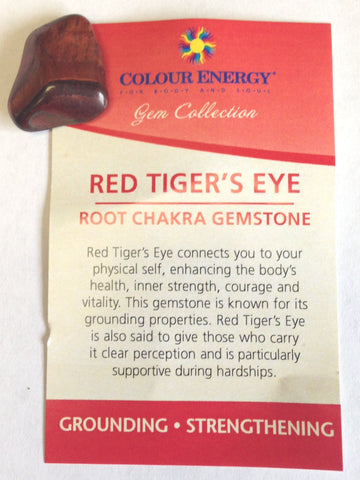 COLOUR ENERGY®
FOR BODY AND SOUL
Gem Collection
RED TIGER'S EYE
ROOT CHAKRA GEMSTONE
Red Tiger's Eye connects you to your
physical self, enhancing the body's
health, inner strength, courage and
vitality. This gemstone is known for its
grounding properties. Red Tiger's Eye
is also said to give those who carry
it clear perception and is particularly
supportive during hardships.
GROUNDING • STRENGTHENING